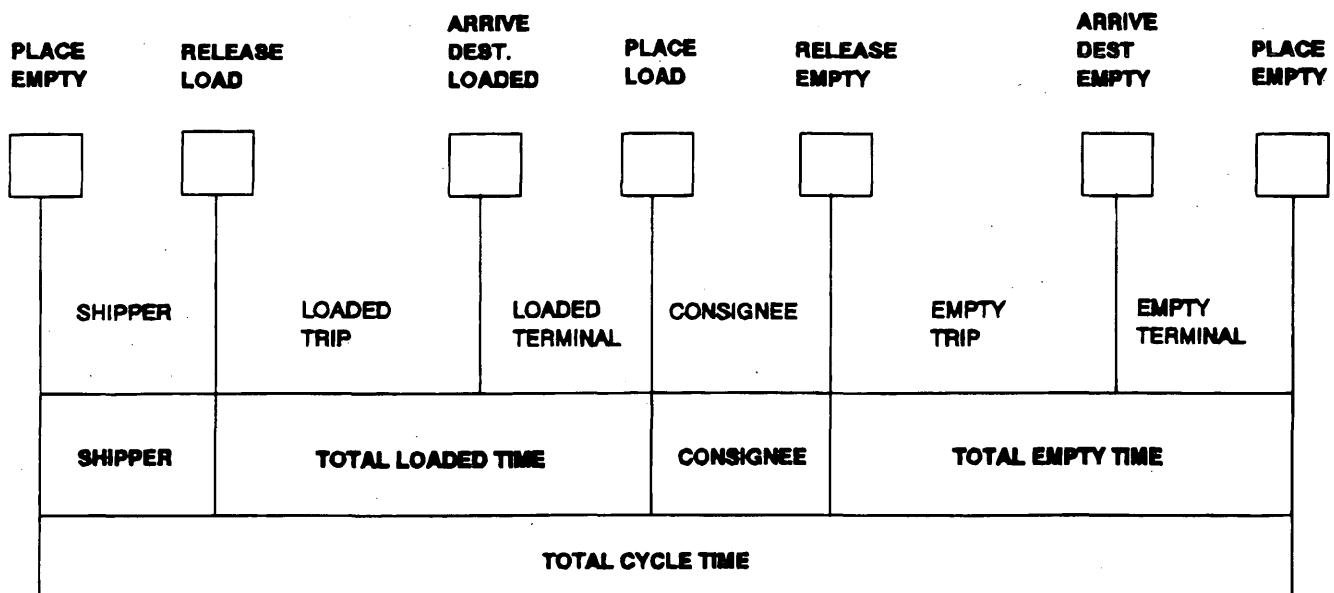 PLACE
EMPTY
RELEASE
LOAD
ARRIVE
DEST.
LOADED
PLACE
LOAD
RELEASE
EMPTY
ARRIVE
DEST
EMPTY
PLACE
EMPTY
SHIPPER
LOADED
TRIP
LOADED
TERMINAL
CONSIGNEE
EMPTY
TRIP
EMPTY
TERMINAL
SHIPPER
TOTAL LOADED TIME
CONSIGNEE
TOTAL EMPTY TIME
TOTAL CYCLE TIME